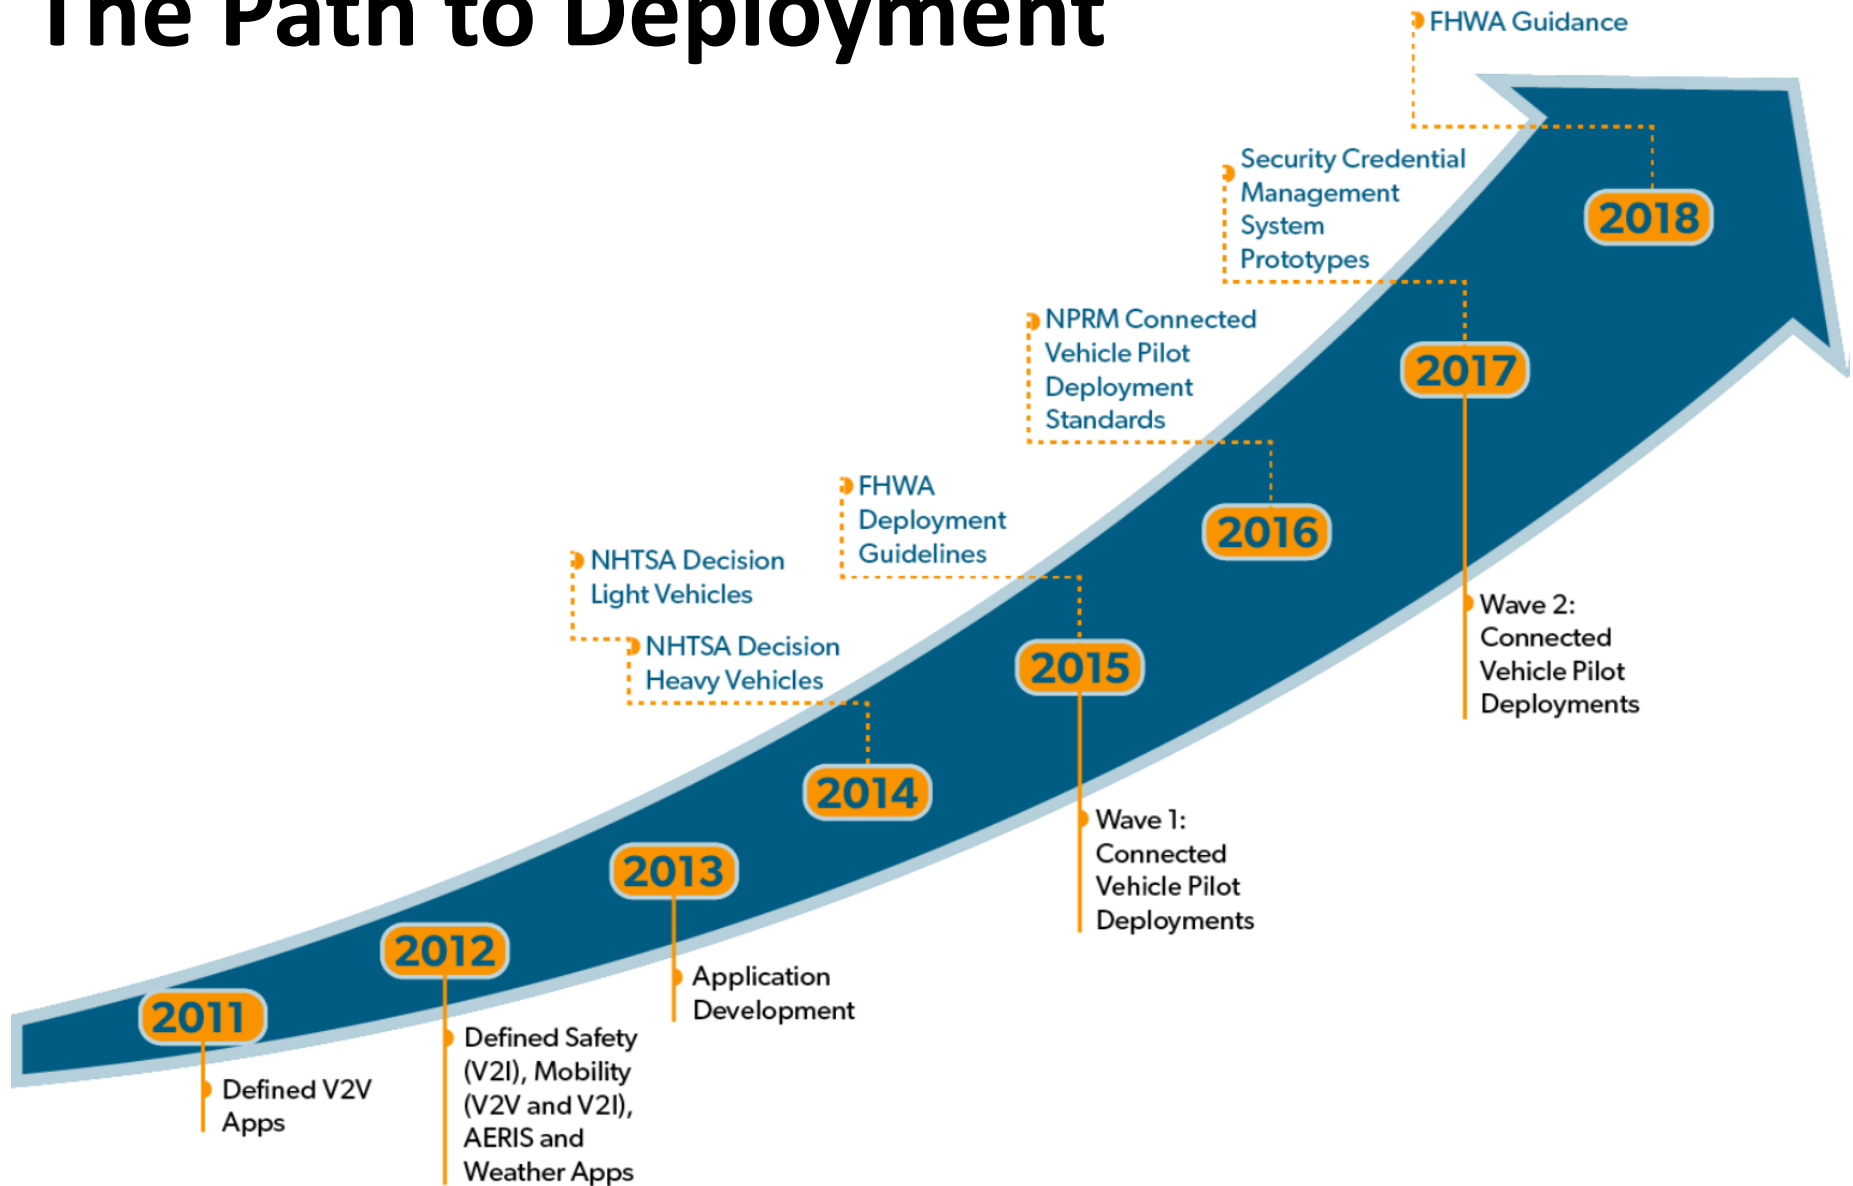 The Path to Deployment
FHWA Guidance
2018
Security Credential
Management
System
Prototypes
2017
NPRM Connected
Vehicle Pilot
Deployment
Standards
2016
FHWA
Deployment
Guidelines
2015
NHTSA Decision
Light Vehicles
NHTSA Decision
Heavy Vehicles
2014
Wave 2:
Connected
Vehicle Pilot
Deployments
Wave 1:
Connected
Vehicle Pilot
Deployments
2013
Application
Development
2012
Defined Safety
(V2I), Mobility
(V2V and V2I),
AERIS and
Weather Apps
2011
Defined V2V
Apps